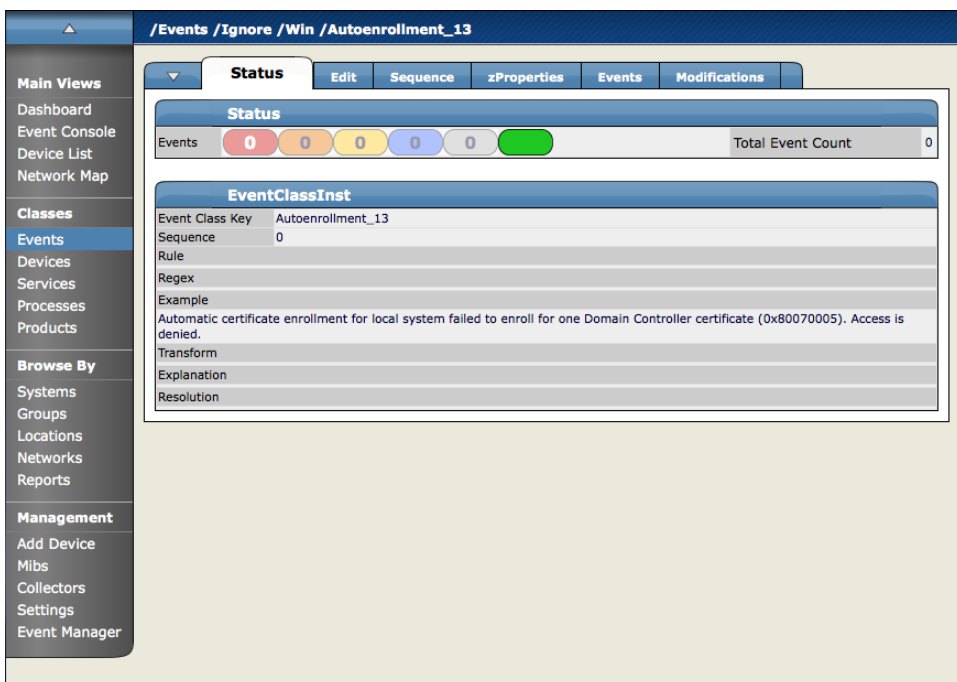 /Events /Ignore /Win /Autoenrollment_13
Main Views
Dashboard
Event Console
Device List
Network Map
Classes
Events
Devices
Services
Processes
Products
Browse By
Systems
Groups
Locations
Networks
Reports
Management
Add Device
Mibs
Collectors
Settings
Event Manager
Status Edit Sequence zProperties Events Modifications
Status
Events 0 0 0 0 0 Total Event Count 0
EventClassInst
Event Class Key Autoenrollment_13
Sequence 0
Rule
Regex
Example
Automatic certificate enrollment for local system failed to enroll for one Domain Controller certificate (0x80070005). Access is
denied.
Transform
Explanation
Resolution